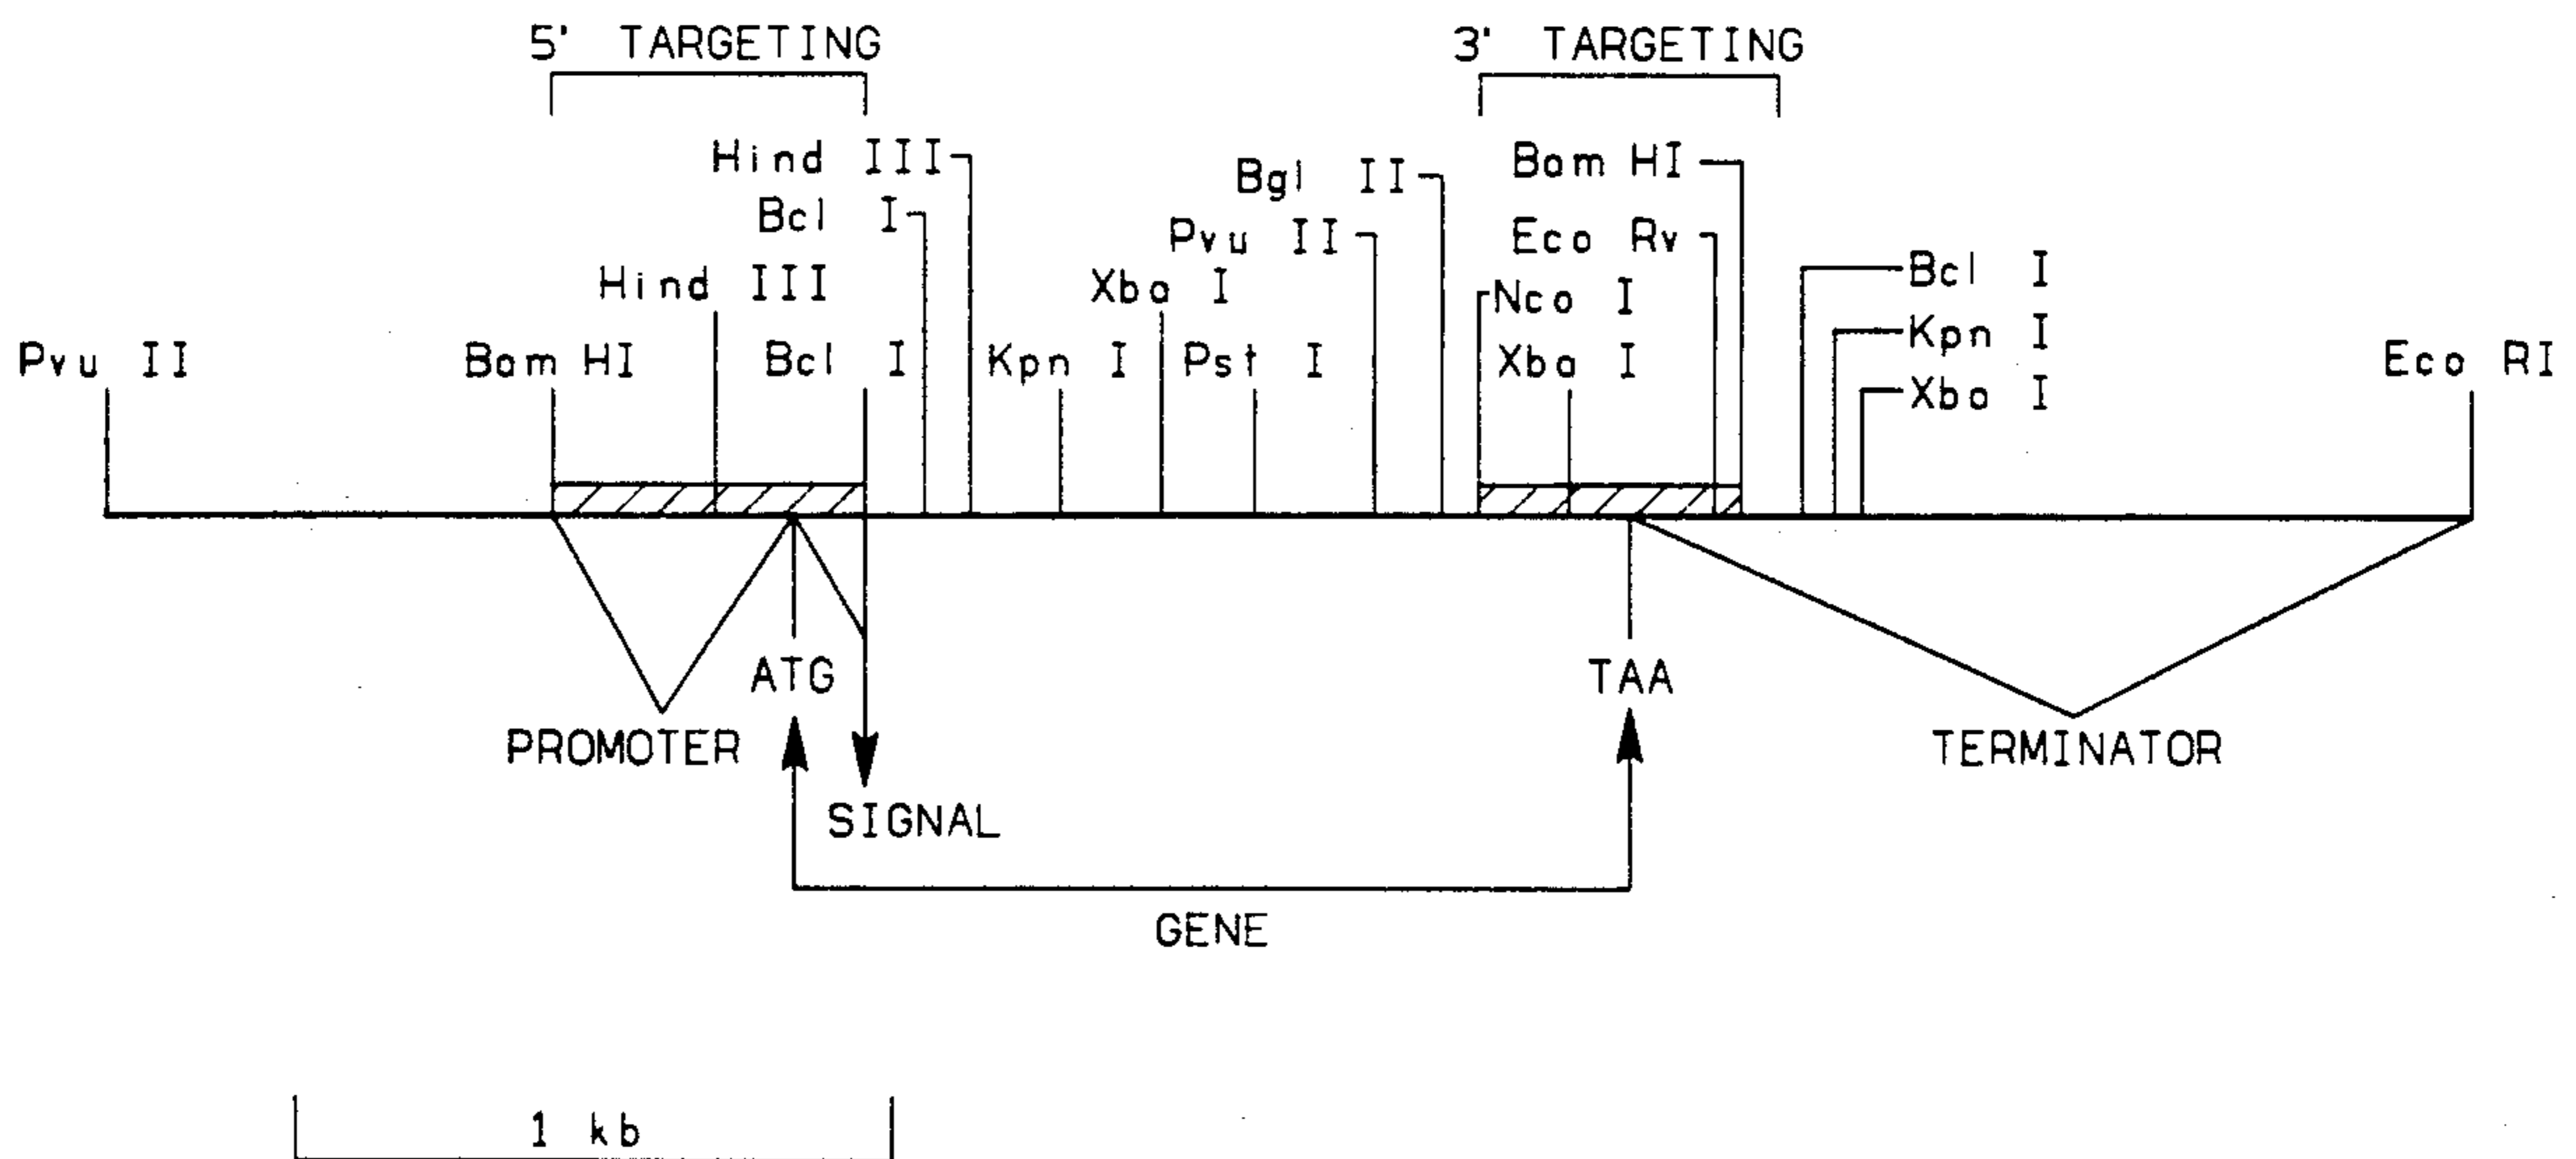 5' TARGETING
3' TARGETING
Hind III
Bam HI
Bgl II
Bcl I
Pvu II
Eco Rv
Bcl I
Hind III
Xba I
Nco I
Kpn I
Pvu II
Bam HI
Bcl I
Kpn I
Pst I
Xba I
Eco RI
Xba I
ATG
TAA
PROMOTER
TERMINATOR
SIGNAL
GENE
1 kb